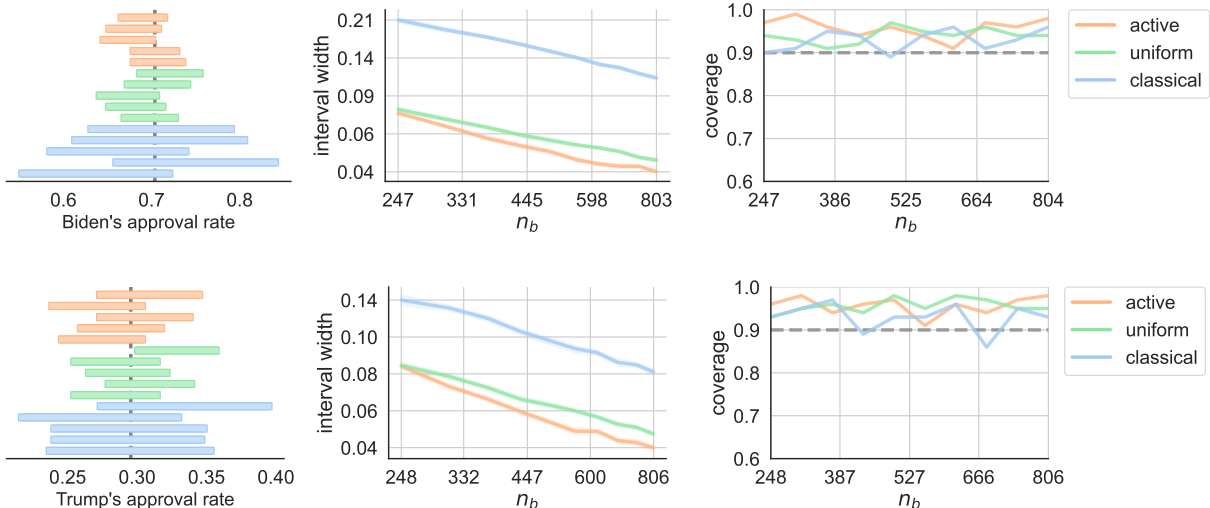 0.6 0.7 0.8
Biden's approval rate
interval width
0.21
0.14
0.09
0.06
0.04
247 331 445 598 803
n_b
coverage
1.0
0.9
0.8
0.7
0.6
247 386 525 664 804
n_b
active
uniform
classical
0.25 0.30 0.35 0.40
Trump's approval rate
interval width
0.14
0.10
0.08
0.06
0.04
248 332 447 600 806
n_b
coverage
1.0
0.9
0.8
0.7
0.6
248 387 527 666 806
n_b
active
uniform
classical